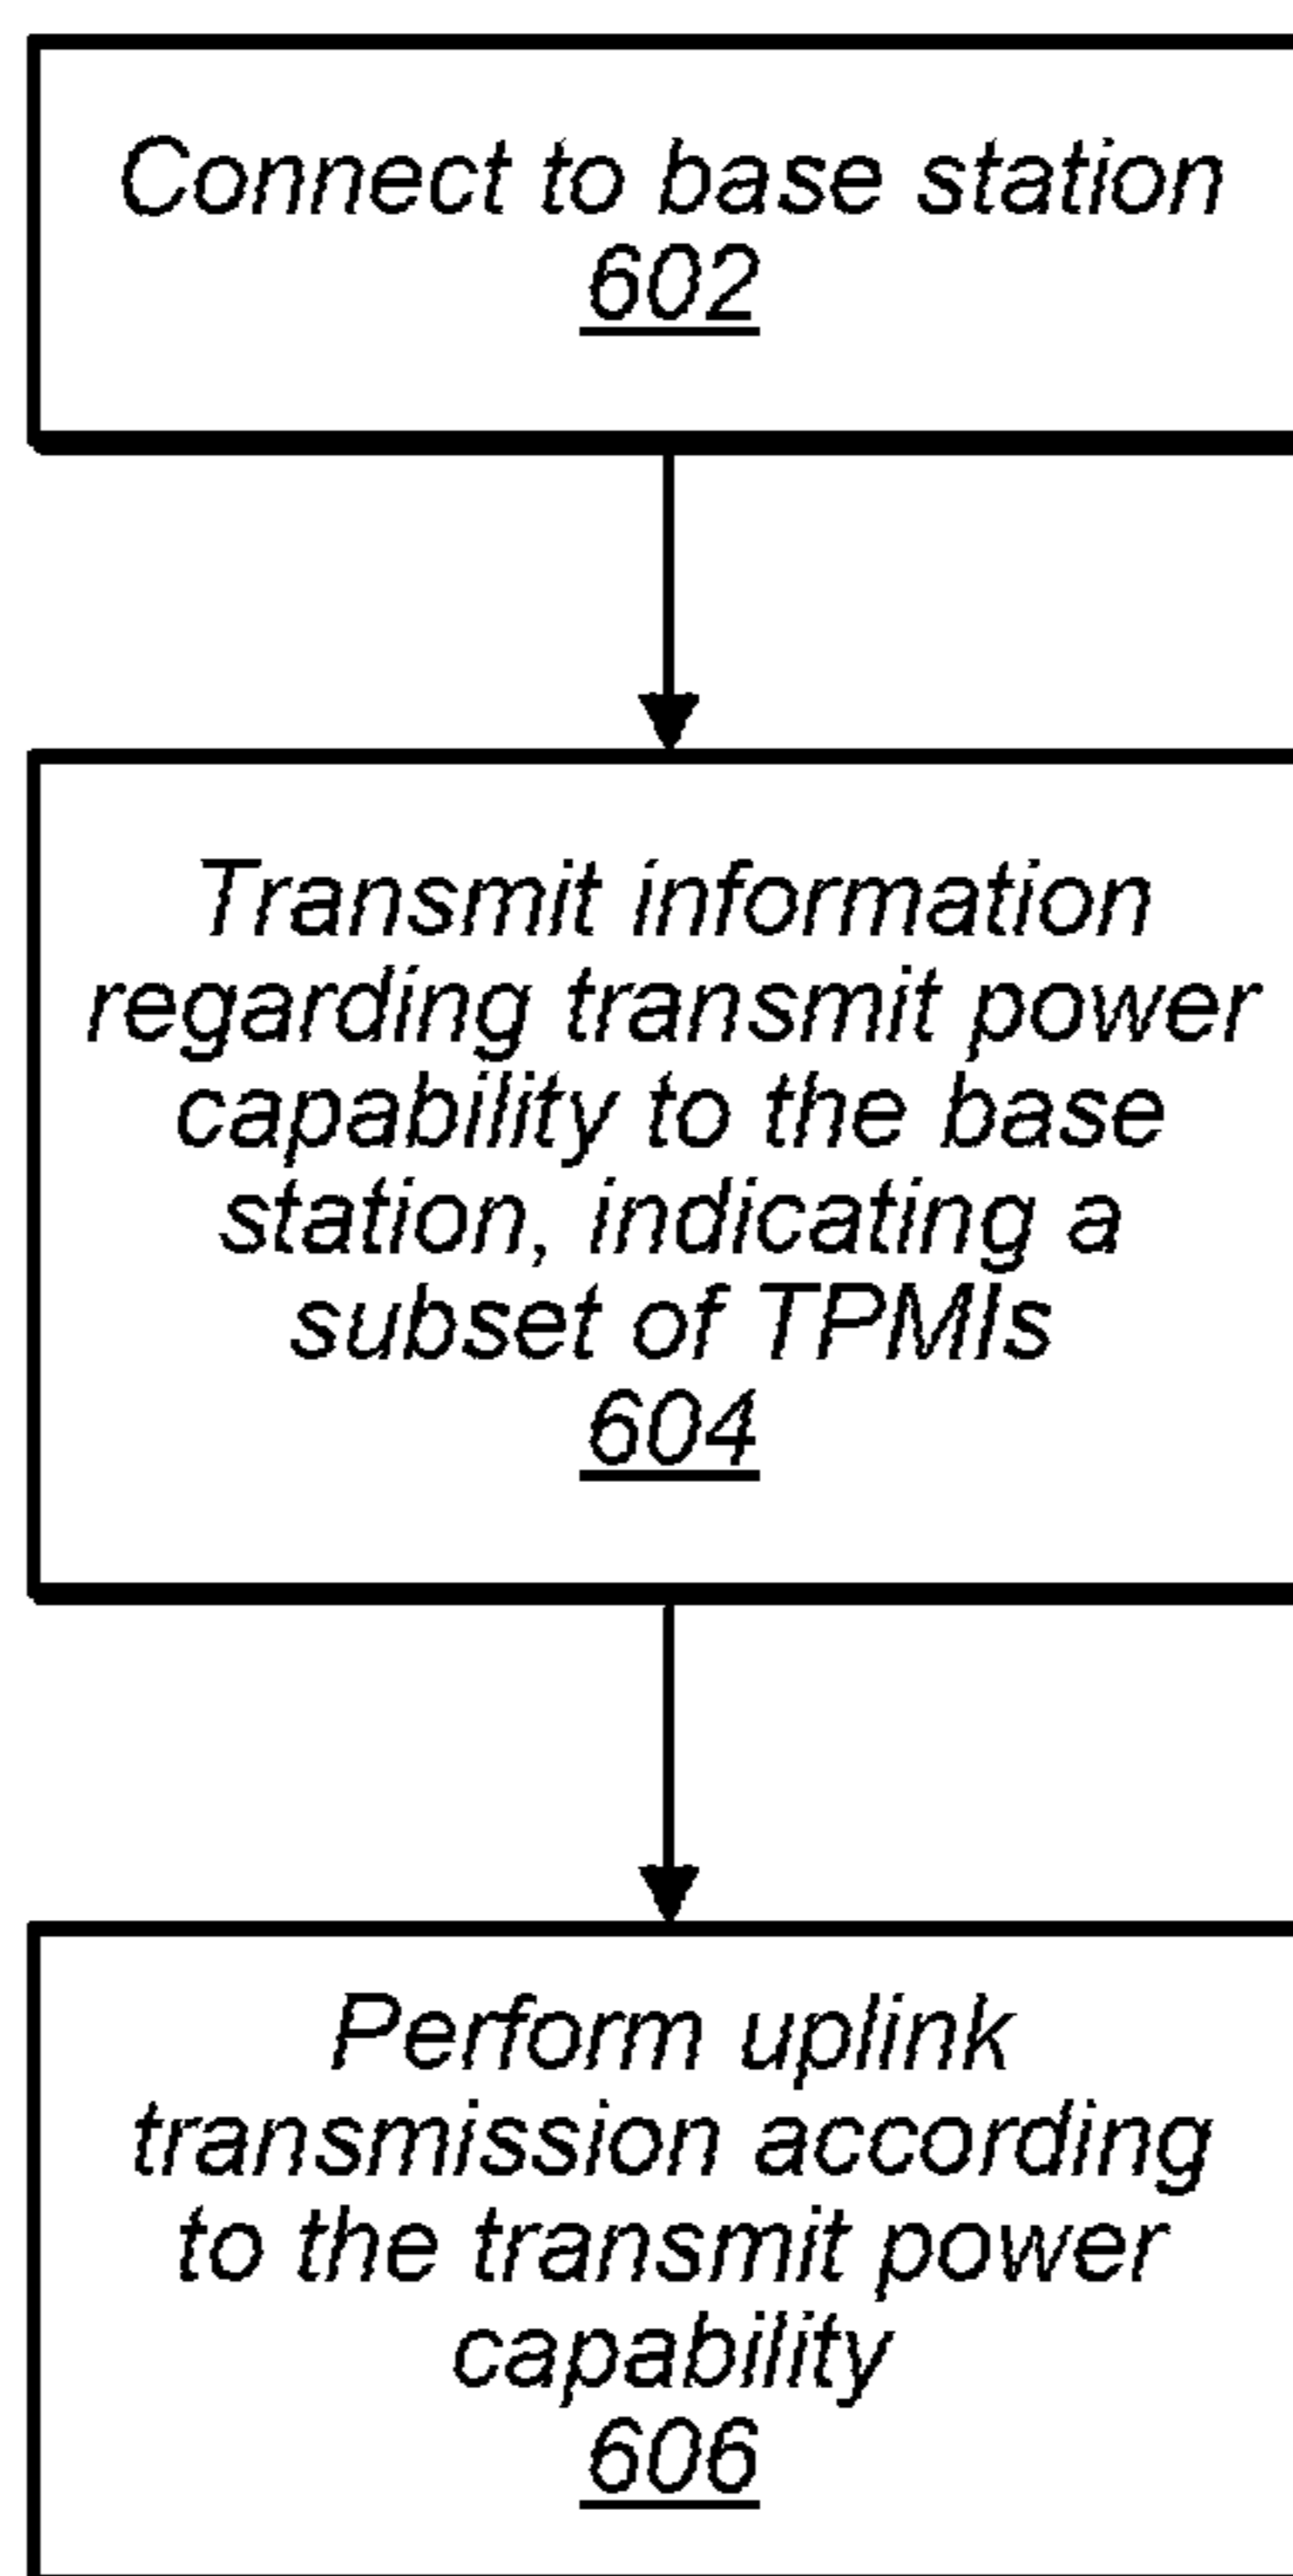 Connect to base station
602
Transmit information
regarding transmit power
capability to the base
station, indicating a
subset of TPMIs
604
Perform uplink
transmission according
to the transmit power
capability
606